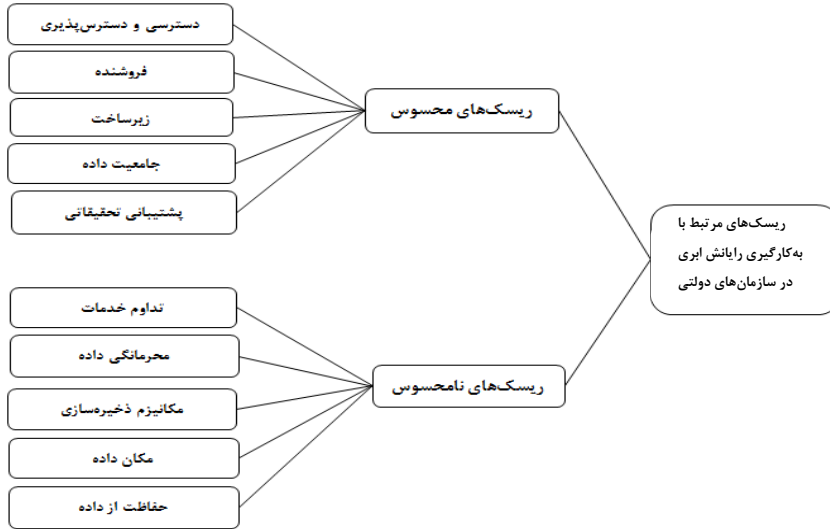 ریسک‌های مرتبط با
به‌کارگیری رایانش ابری
در سازمان‌های دولتی
ریسک‌های محسوس
دسترسی و دسترس‌پذیری
فروشنده
زیرساخت
جامعیت داده
پشتیبانی تحقیقاتی
ریسک‌های نامحسوس
تداوم خدمات
محرمانگی داده
مکانیزم ذخیره‌سازی
مکان داده
حفاظت از داده